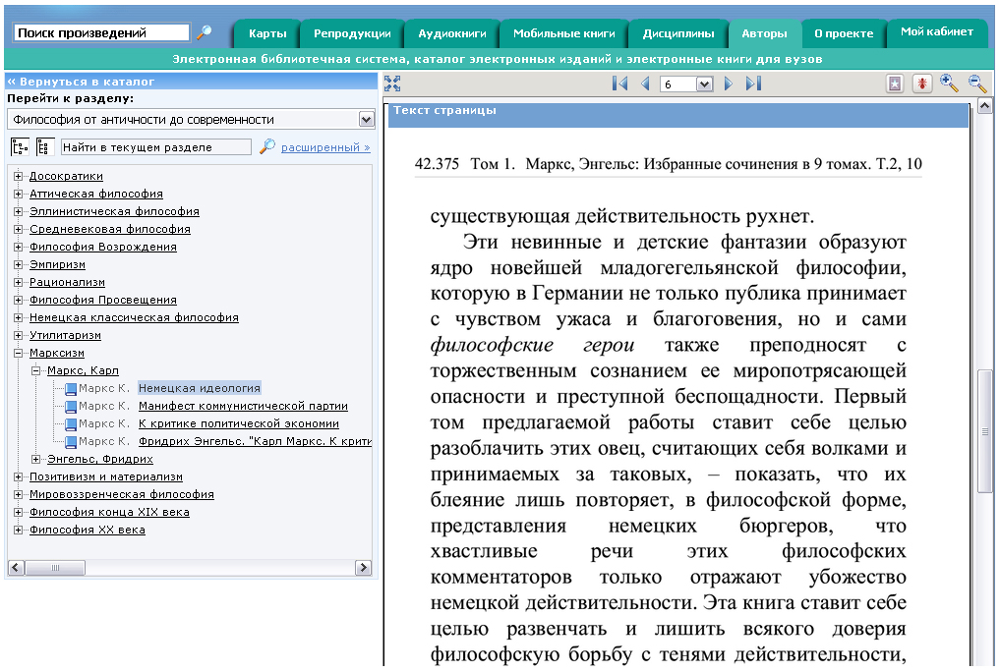 Поиск произведений
Карты
Репродукции
Аудиокниги
Мобильные книги
Дисциплины
Авторы
О проекте
Мой кабинет
Электронная библиотечная система, каталог электронных изданий и электронные книги для вузов
« Вернуться в каталог
Перейти к разделу:
Философия от античности до современности
Найти в текущем разделе
расширенный »
Досократики
Аттическая философия
Эллинистическая философия
Средневековая философия
Философия Возрождения
Эмпиризм
Рационализм
Философия Просвещения
Немецкая классическая философия
Утилитаризм
Марксизм
Маркс, Карл
Маркс К. Немецкая идеология
Маркс К. Манифест коммунистической партии
Маркс К. К критике политической экономии
Маркс К. Фридрих Энгельс. "Карл Маркс. К крити
Энгельс, Фридрих
Позитивизм и материализм
Мировоззренческая философия
Философия конца XIX века
Философия XX века
6
Текст страницы
42.375 Том 1. Маркс, Энгельс: Избранные сочинения в 9 томах. Т.2, 10
существующая действительность рухнет.
Эти невинные и детские фантазии образуют
ядро новейшей младогегельянской философии,
которую в Германии не только публика принимает
с чувством ужаса и благоговения, но и сами
философские герои также преподносят с
торжественным сознанием ее миропотрясающей
опасности и преступной беспощадности. Первый
том предлагаемой работы ставит себе целью
разоблачить этих овец, считающих себя волками и
принимаемых за таковых, – показать, что их
блеяние лишь повторяет, в философской форме,
представления немецких бюргеров, что
хвастливые речи этих философских
комментаторов только отражают убожество
немецкой действительности. Эта книга ставит себе
целью развенчать и лишить всякого доверия
философскую борьбу с тенями действительности,